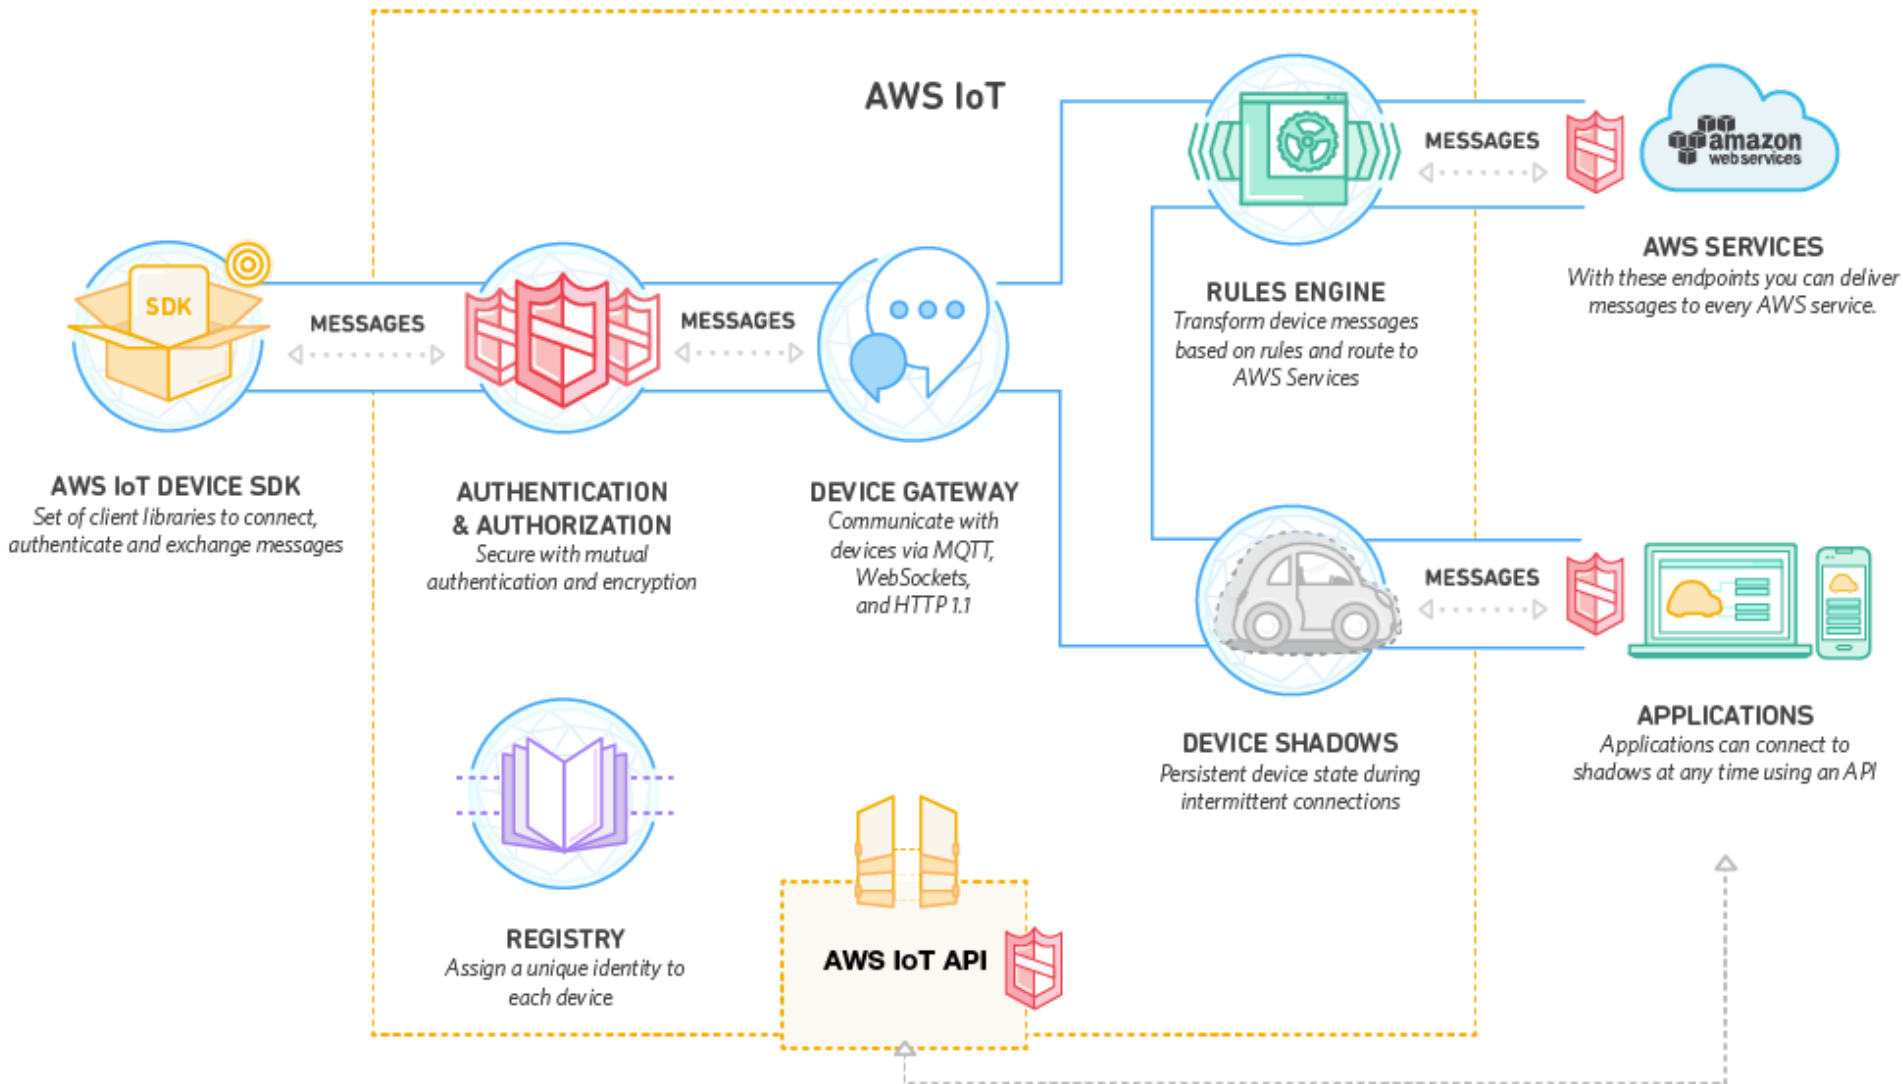 AWS IoT
SDK
MESSAGES
AWS IoT DEVICE SDK
Set of client libraries to connect,
authenticate and exchange messages
AUTHENTICATION
& AUTHORIZATION
Secure with mutual
authentication and encryption
MESSAGES
DEVICE GATEWAY
Communicate with
devices via MQTT,
WebSockets,
and HTTP 1.1
RULES ENGINE
Transform device messages
based on rules and route to
AWS Services
MESSAGES
amazon
webservices
AWS SERVICES
With these endpoints you can deliver
messages to every AWS service.
DEVICE SHADOWS
Persistent device state during
intermittent connections
MESSAGES
APPLICATIONS
Applications can connect to
shadows at any time using an API
REGISTRY
Assign a unique identity to
each device
AWS IoT API